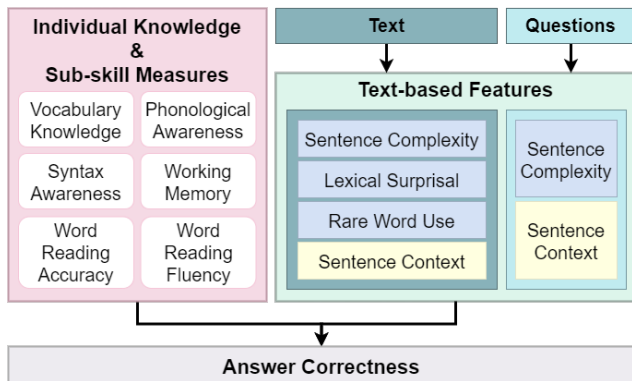 Individual Knowledge
&
Sub-skill Measures
Vocabulary
Knowledge
Phonological
Awareness
Syntax
Awareness
Working
Memory
Word
Reading
Accuracy
Word
Reading
Fluency
Text
Questions
Text-based Features
Sentence Complexity
Lexical Surprisal
Rare Word Use
Sentence Context
Sentence
Complexity
Sentence
Context
Answer Correctness